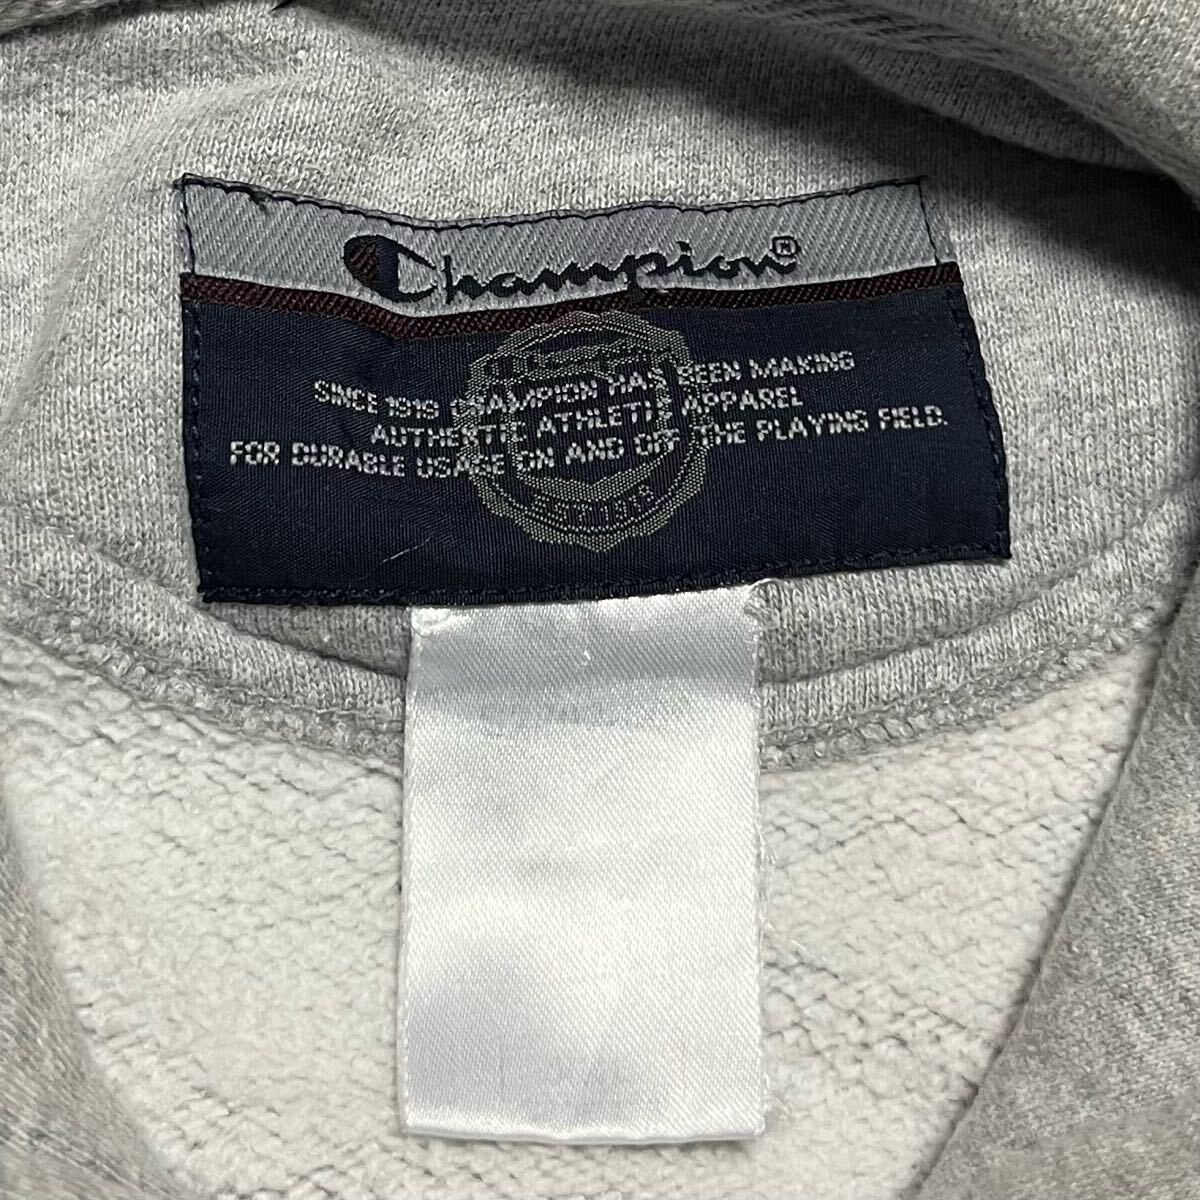 Champion®
SINCE 1919 CHAMPION HAS BEEN MAKING
AUTHENTIC ATHLETIC APPAREL
FOR DURABLE USAGE ON AND OFF THE PLAYING FIELD.